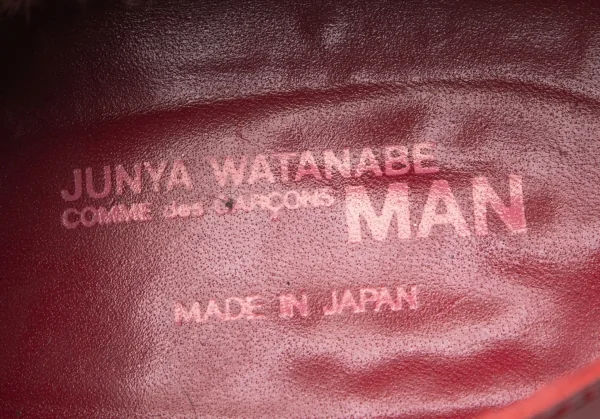 JUNYA WATANABE
COMME des GARÇONS MAN
MADE IN JAPAN